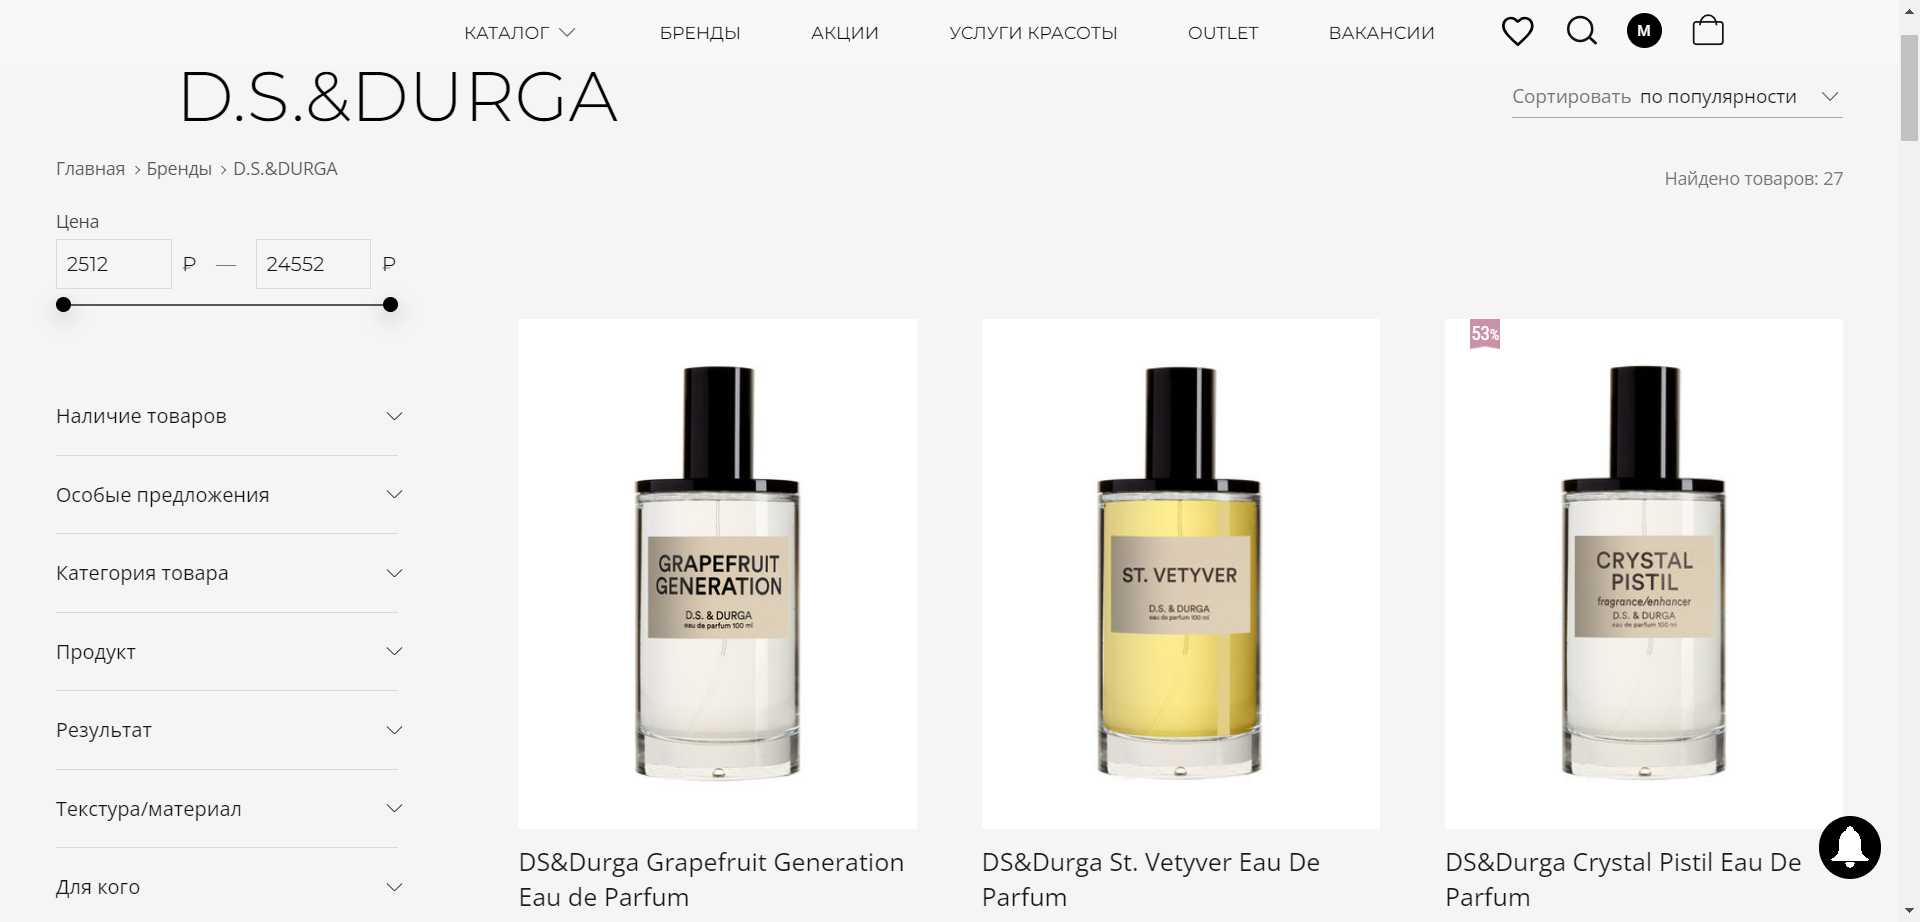 КАТАЛОГ БРЕНДЫ АКЦИИ УСЛУГИ КРАСОТЫ OUTLET ВАКАНСИИ M
D.S.&DURGA
Сортировать по популярности
Главная > Бренды > D.S.&DURGA
Найдено товаров: 27
Цена
2512 ₽ — 24552 ₽
Наличие товаров
Особые предложения
Категория товара
Продукт
Результат
Текстура/материал
Для кого
GRAPEFRUIT
GENERATION
D.S. & DURGA
eau de parfum 100 ml
DS&Durga Grapefruit Generation
Eau de Parfum
ST. VETYVER
D.S. & DURGA
eau de parfum 100 ml
DS&Durga St. Vetyver Eau De
Parfum
53%
CRYSTAL
PISTIL
fragrance/enhancer
D.S. & DURGA
eau de parfum 100 ml
DS&Durga Crystal Pistil Eau De
Parfum